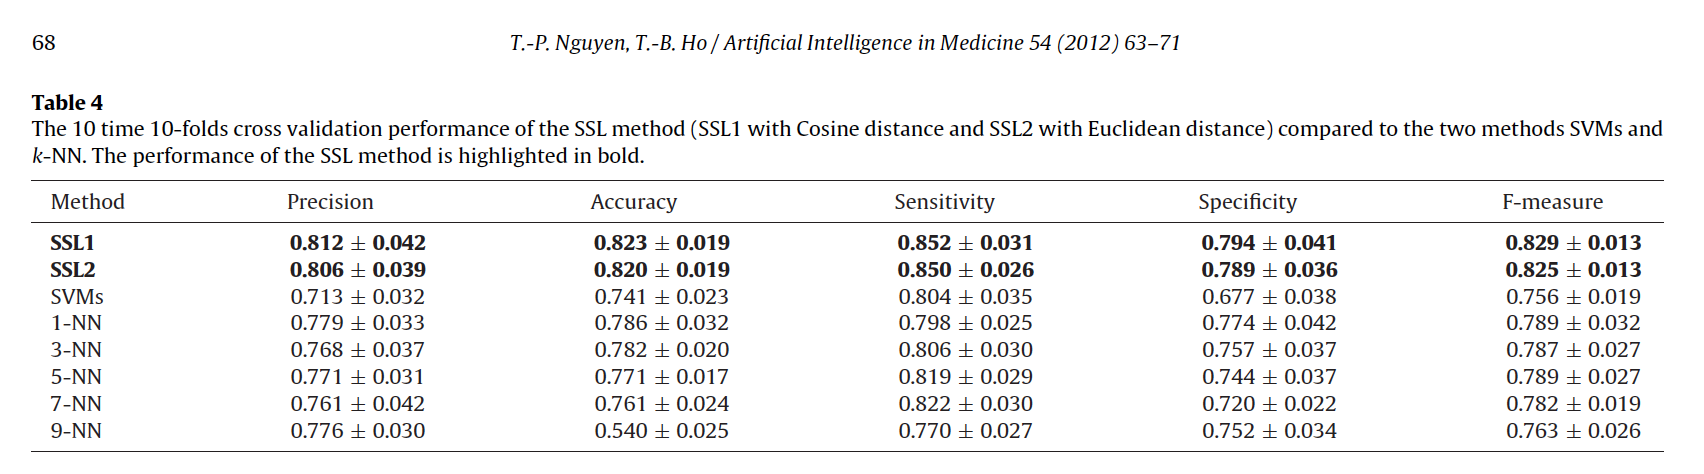 68 T.-P. Nguyen, T.-B. Ho / Artificial Intelligence in Medicine 54 (2012) 63–71
Table 4
The 10 time 10-folds cross validation performance of the SSL method (SSL1 with Cosine distance and SSL2 with Euclidean distance) compared to the two methods SVMs and
k-NN. The performance of the SSL method is highlighted in bold.
Method Precision Accuracy Sensitivity Specificity F-measure
SSL1 0.812 ± 0.042 0.823 ± 0.019 0.852 ± 0.031 0.794 ± 0.041 0.829 ± 0.013
SSL2 0.806 ± 0.039 0.820 ± 0.019 0.850 ± 0.026 0.789 ± 0.036 0.825 ± 0.013
SVMs 0.713 ± 0.032 0.741 ± 0.023 0.804 ± 0.035 0.677 ± 0.038 0.756 ± 0.019
1-NN 0.779 ± 0.033 0.786 ± 0.032 0.798 ± 0.025 0.774 ± 0.042 0.789 ± 0.032
3-NN 0.768 ± 0.037 0.782 ± 0.020 0.806 ± 0.030 0.757 ± 0.037 0.787 ± 0.027
5-NN 0.771 ± 0.031 0.771 ± 0.017 0.819 ± 0.029 0.744 ± 0.037 0.789 ± 0.027
7-NN 0.761 ± 0.042 0.761 ± 0.024 0.822 ± 0.030 0.720 ± 0.022 0.782 ± 0.019
9-NN 0.776 ± 0.030 0.540 ± 0.025 0.770 ± 0.027 0.752 ± 0.034 0.763 ± 0.026